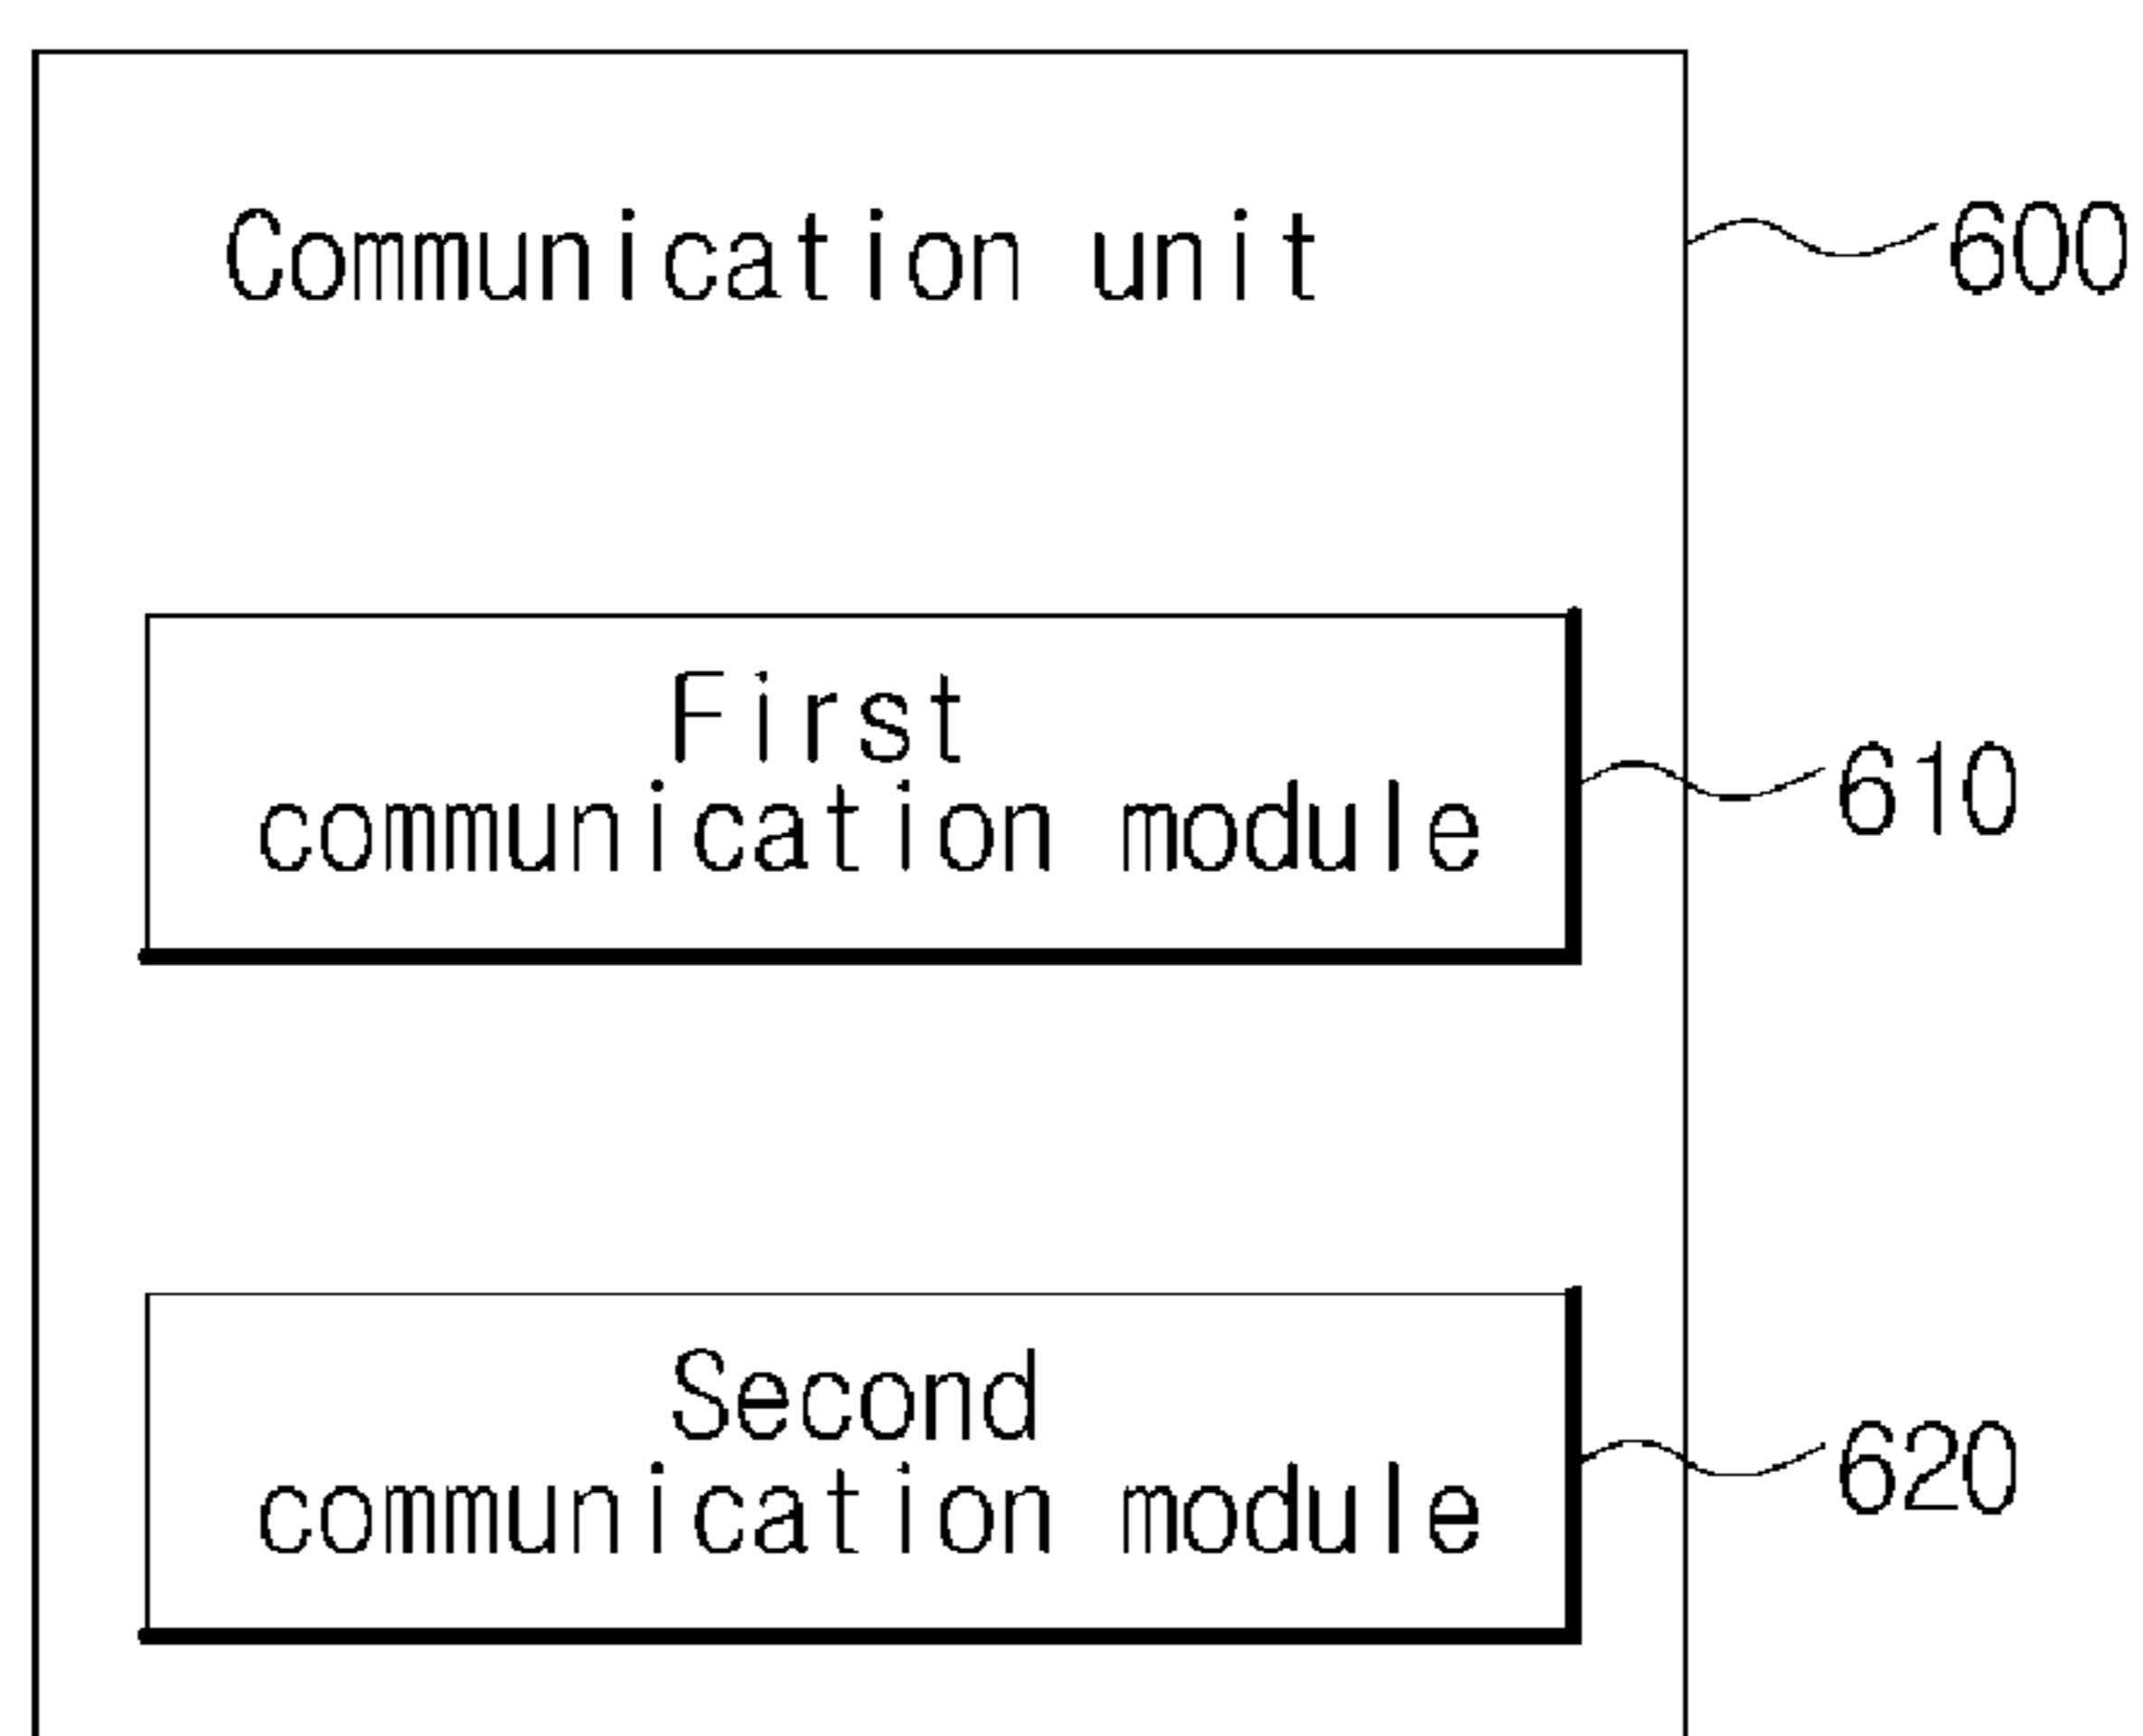 Communication unit 600
First
communication module 610
Second
communication module 620